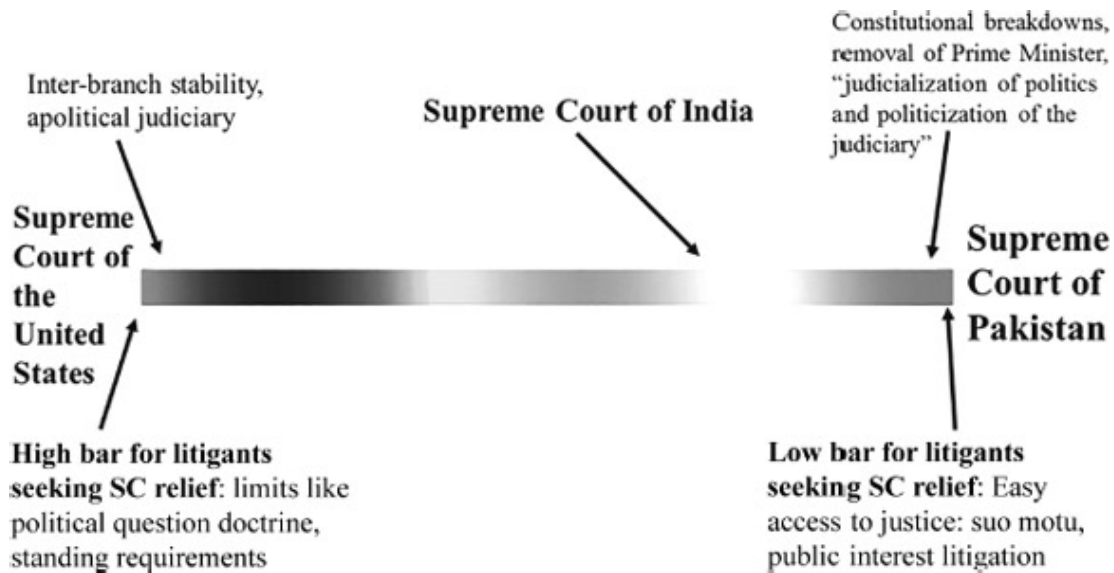 Inter-branch stability,
apolitical judiciary
Supreme Court of India
Constitutional breakdowns,
removal of Prime Minister,
“judicialization of politics
and politicization of the
judiciary”
Supreme
Court of
the
United
States
Supreme
Court of
Pakistan
High bar for litigants
seeking SC relief: limits like
political question doctrine,
standing requirements
Low bar for litigants
seeking SC relief: Easy
access to justice: suo motu,
public interest litigation